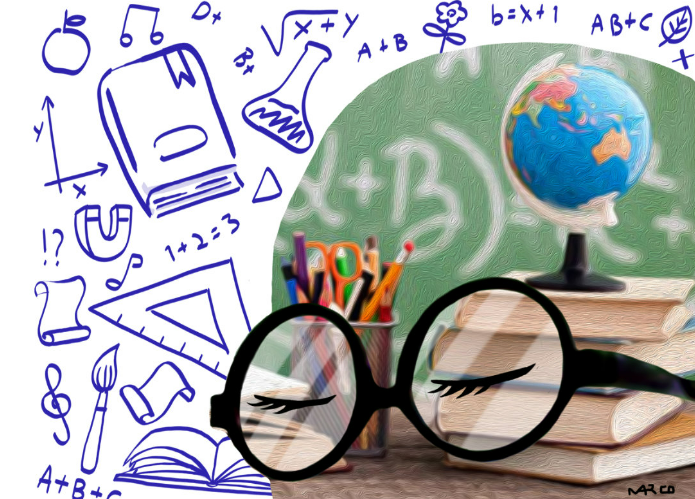 D+
√x+y
b=x+1
AB+C
B+
A+B
y
x
!?
1+2=3
α+B)=
A+B+C
MARCO